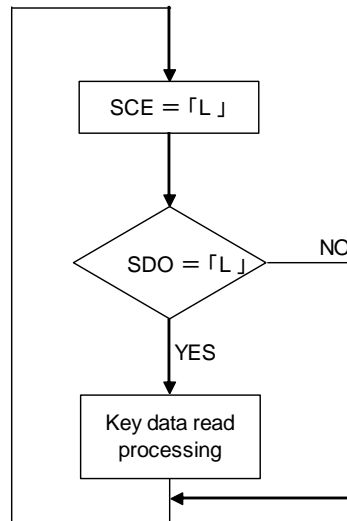 SCE = ｢L｣
SDO = ｢L｣
NO
YES
Key data read
processing